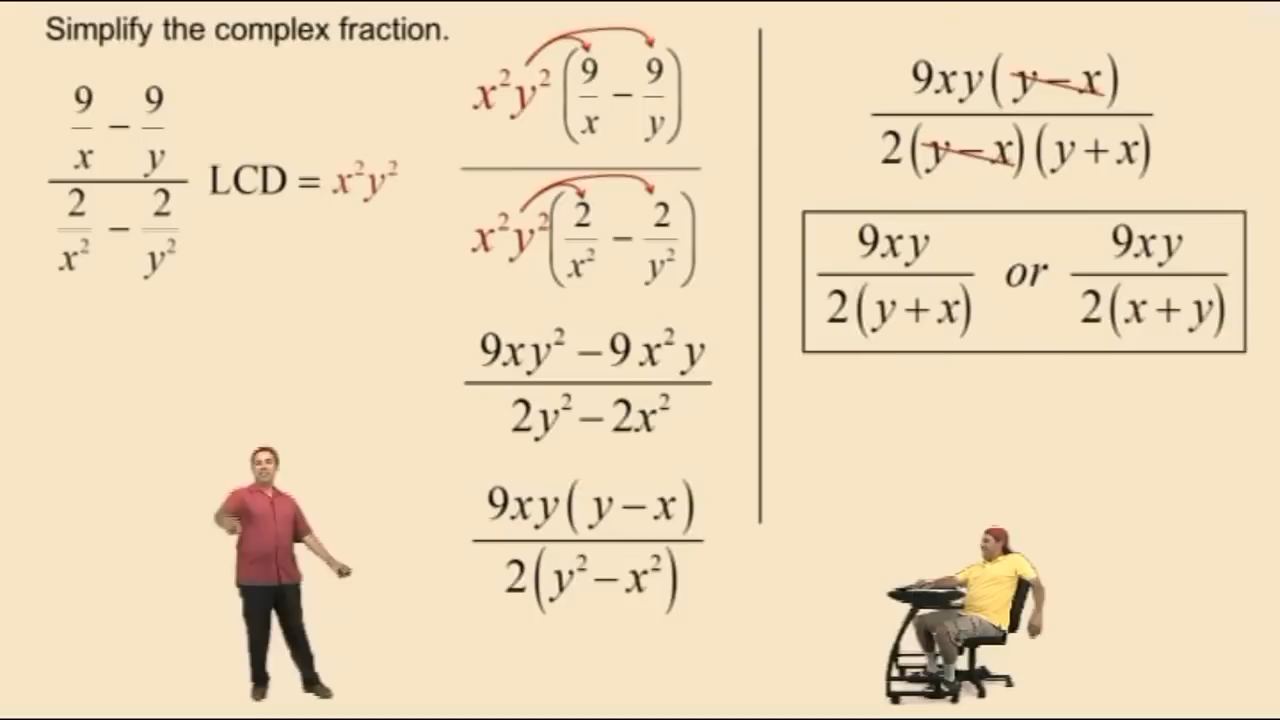 Simplify the complex fraction.
9/x − 9/y
2/x² − 2/y²
LCD = x²y²
x²y²(9/x − 9/y)
x²y²(2/x² − 2/y²)
9xy² − 9x²y
2y² − 2x²
9xy(y − x)
2(y² − x²)
9xy(y − x)
2(y − x)(y + x)
9xy/2(y + x) or 9xy/2(x + y)